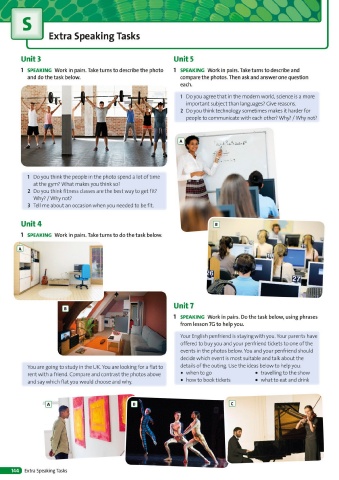 S
Extra Speaking Tasks
Unit 3
1 SPEAKING Work in pairs. Take turns to describe the photo
and do the task below.
1 Do you think the people in the photo spend a lot of time
at the gym? What makes you think so?
2 Do you think fitness classes are the best way to get fit?
Why? / Why not?
3 Tell me about an occasion when you needed to be fit.
Unit 4
1 SPEAKING Work in pairs. Take turns to do the task below.
A
B
You are going to study in the UK. You are looking for a flat to
rent with a friend. Compare and contrast the photos above
and say which flat you would choose and why.
Unit 5
1 SPEAKING Work in pairs. Take turns to describe and
compare the photos. Then ask and answer one question
each.
1 Do you agree that in the modern world, science is a more
important subject than languages? Give reasons.
2 Do you think technology sometimes makes it harder for
people to communicate with each other? Why? / Why not?
A
B
27
Unit 7
1 SPEAKING Work in pairs. Do the task below, using phrases
from lesson 7G to help you.
Your English penfriend is staying with you. Your parents have
offered to buy you and your penfriend tickets to one of the
events in the photos below. You and your penfriend should
decide which event is most suitable and talk about the
details of the outing. Use the ideas below to help you.
• when to go • travelling to the show
• how to book tickets • what to eat and drink
A
B
C
144 Extra Speaking Tasks